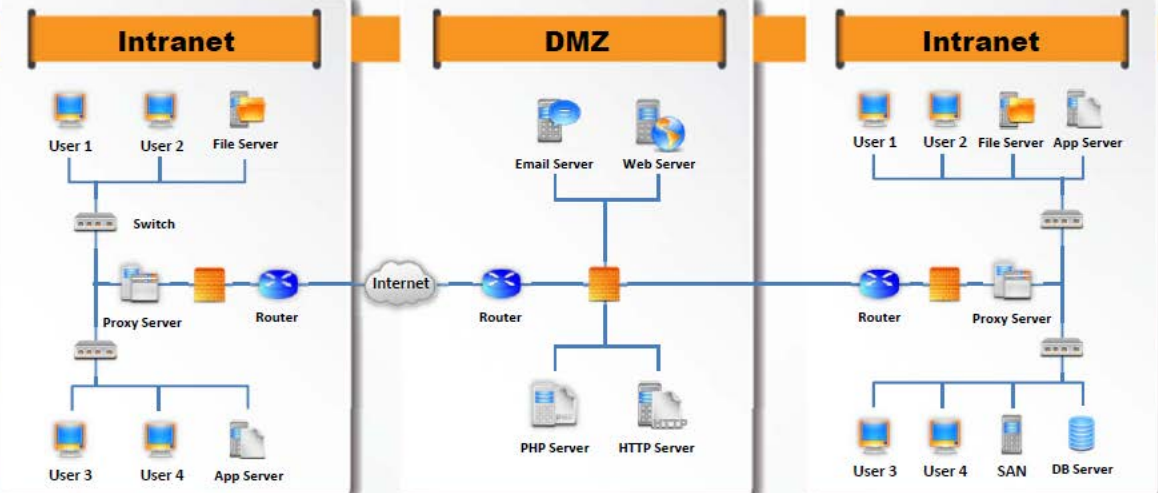 Intranet
DMZ
Intranet
User 1
User 2
File Server
Switch
Proxy Server
Router
User 3
User 4
App Server
Internet
Email Server
Web Server
Router
PHP Server
HTTP Server
User 1
User 2
File Server
App Server
Router
Proxy Server
User 3
User 4
SAN
DB Server